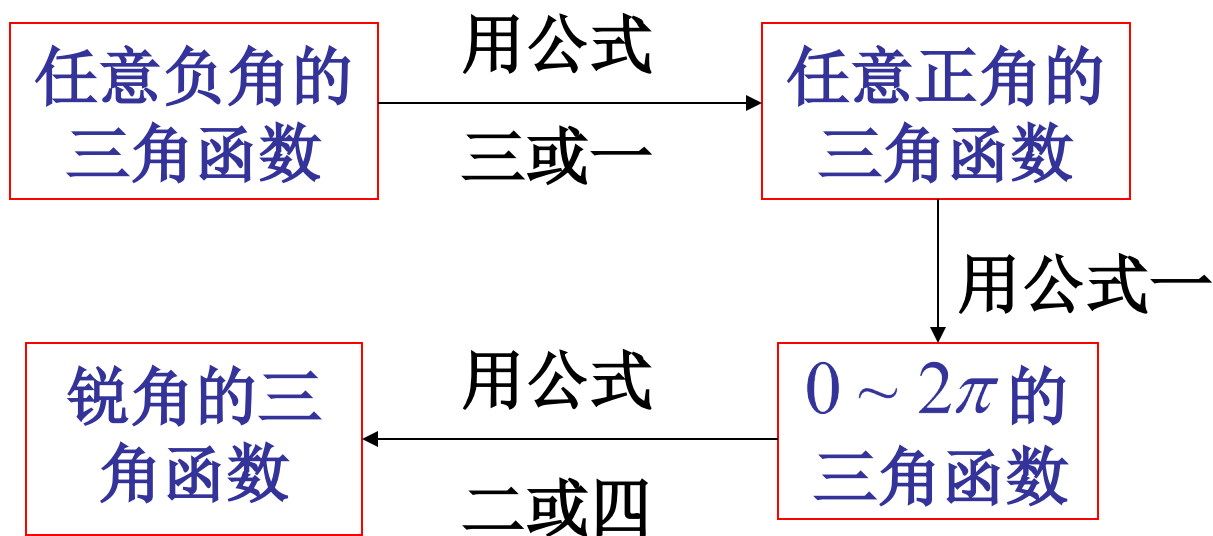 任意负角的
三角函数
用公式
三或一
任意正角的
三角函数
用公式一
0 ~ 2π 的
三角函数
用公式
二或四
锐角的三
角函数